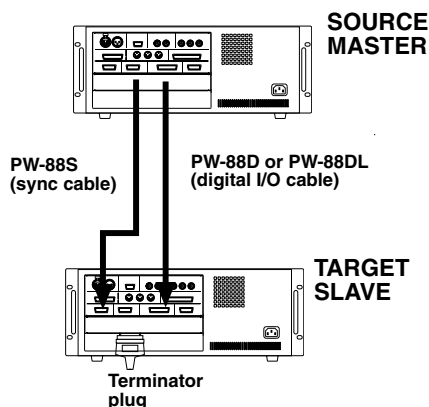 SOURCE
MASTER
PW-88S
(sync cable)
PW-88D or PW-88DL
(digital I/O cable)
TARGET
SLAVE
Terminator
plug